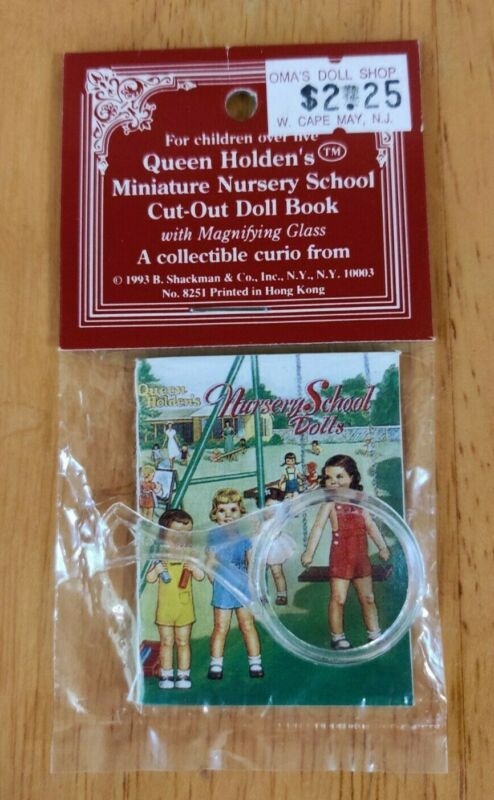 OMA'S DOLL SHOP
$2.25
W. CAPE MAY, N.J.
For children over five
Queen Holden's TM
Miniature Nursery School
Cut-Out Doll Book
with Magnifying Glass
A collectible curio from
© 1993 B. Shackman & Co., Inc., N.Y., N.Y. 10003
No. 8251 Printed in Hong Kong
Queen
Holdens
Nursery School
Dolls